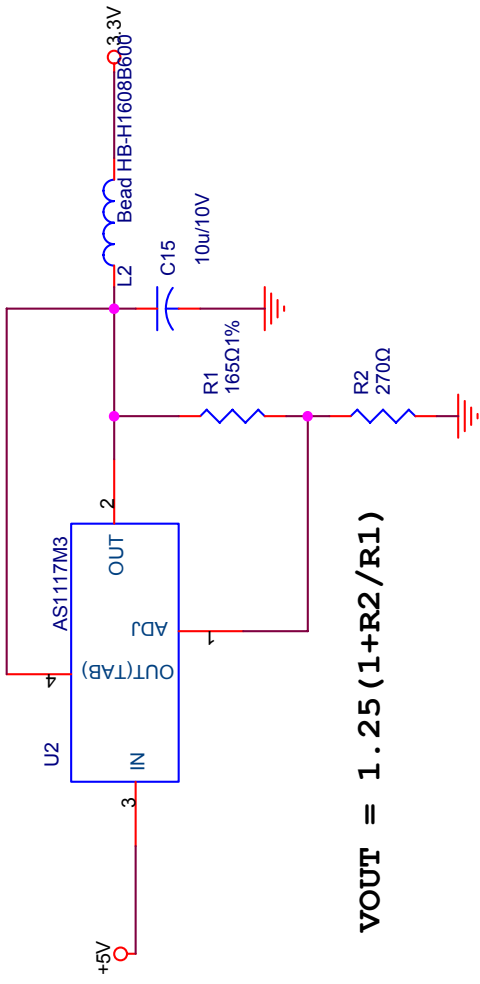 +5V
U2
AS1117M3
3
IN
OUT(TAB)
4
ADJ
1
OUT
2
R1
165Ω1%
R2
270Ω
L2
Bead HB-H1608B600
C15
10u/10V
3.3V
VOUT = 1.25(1+R2/R1)